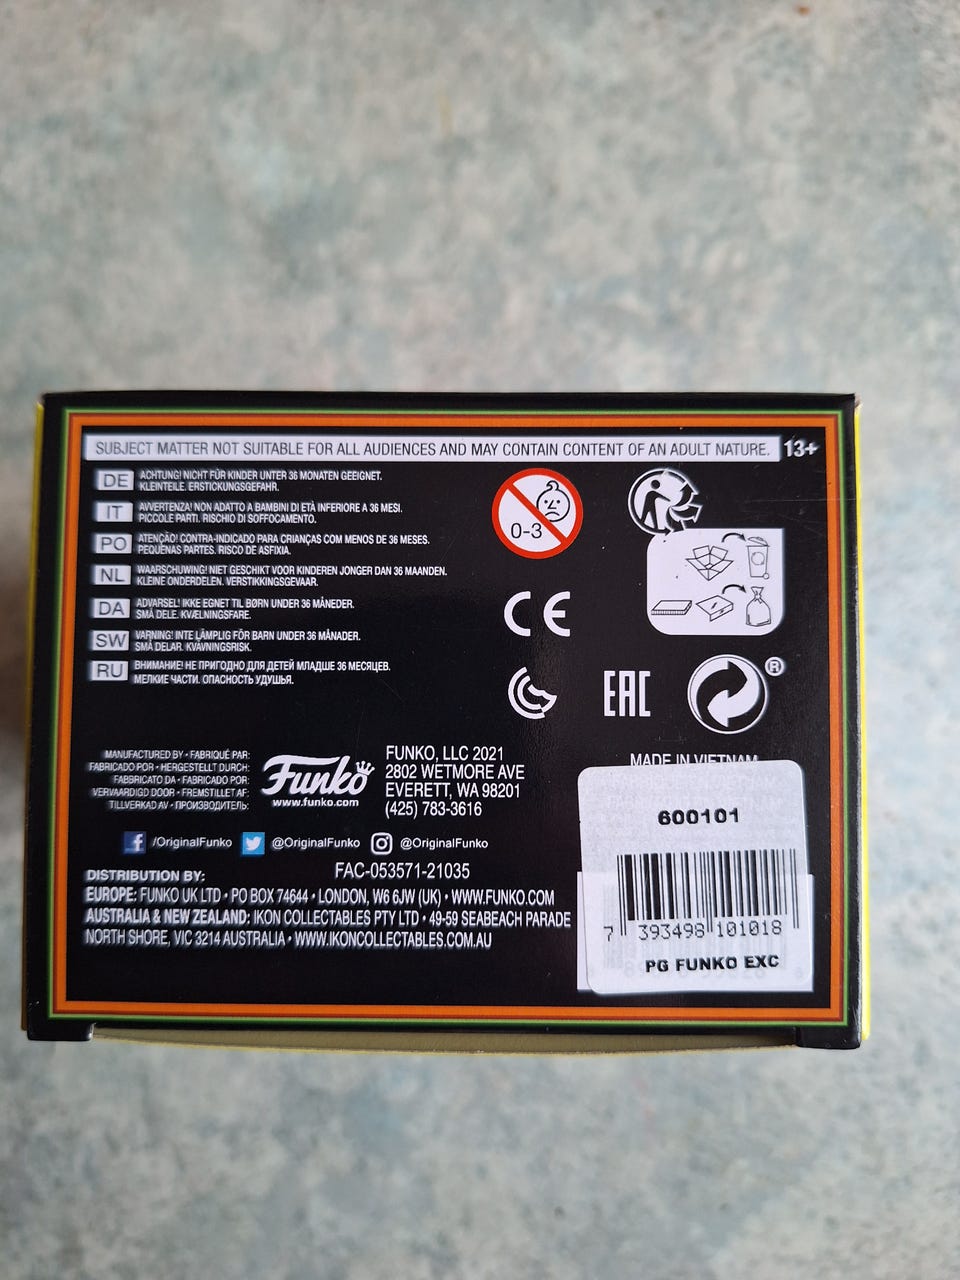 SUBJECT MATTER NOT SUITABLE FOR ALL AUDIENCES AND MAY CONTAIN CONTENT OF AN ADULT NATURE. 13+
DE ACHTUNG! NICHT FÜR KINDER UNTER 36 MONATEN GEEIGNET.
KLEINTEILE. ERSTICKUNGSGEFAHR.
IT AVVERTENZA! NON ADATTO A BAMBINI DI ETÀ INFERIORE A 36 MESI.
PICCOLE PARTI. RISCHIO DI SOFFOCAMENTO.
PO ATENÇÃO! CONTRA-INDICADO PARA CRIANÇAS COM MENOS DE 36 MESES.
PEQUENAS PARTES. RISCO DE ASFIXIA.
NL WAARSCHUWING! NIET GESCHIKT VOOR KINDEREN JONGER DAN 36 MAANDEN.
KLEINE ONDERDELEN. VERSTIKKINGSGEVAAR.
DA ADVARSEL! IKKE EGNET TIL BØRN UNDER 36 MÅNEDER.
SMÅ DELE. KVÆLNINGSFARE.
SW VARNING! INTE LÄMPLIG FÖR BARN UNDER 36 MÅNADER.
SMÅ DELAR. KVÄVNINGSRISK.
RU ВНИМАНИЕ! НЕ ПРИГОДНО ДЛЯ ДЕТЕЙ МЛАДШЕ 36 МЕСЯЦЕВ.
МЕЛКИЕ ЧАСТИ. ОПАСНОСТЬ УДУШЬЯ.
0-3
CE
EAC
®
MANUFACTURED BY • FABRIQUÉ PAR:
FABRICADO POR • HERGESTELLT DURCH:
FABBRICATO DA • FABRICADO POR:
VERVAARDIGD DOOR • FREMSTILLET AF:
TILLVERKAD AV • ПРОИЗВОДИТЕЛЬ:
Funko
www.funko.com
FUNKO, LLC 2021
2802 WETMORE AVE
EVERETT, WA 98201
(425) 783-3616
/OriginalFunko @OriginalFunko @OriginalFunko
FAC-053571-21035
DISTRIBUTION BY:
EUROPE: FUNKO UK LTD • PO BOX 74644 • LONDON, W6 6JW (UK) • WWW.FUNKO.COM
AUSTRALIA & NEW ZEALAND: IKON COLLECTABLES PTY LTD • 49-59 SEABEACH PARADE
NORTH SHORE, VIC 3214 AUSTRALIA • WWW.IKONCOLLECTABLES.COM.AU
MADE IN VIETNAM
600101
7 393498 101018
PG FUNKO EXC